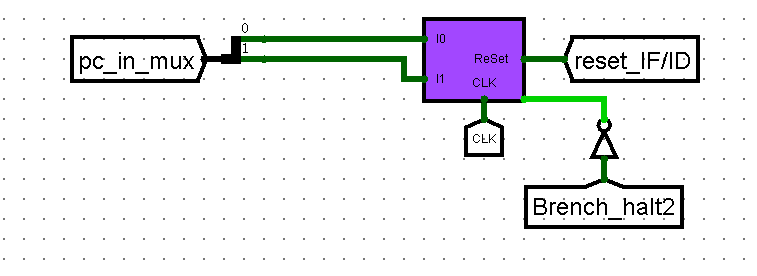 0
1
pc_in_mux
I0
ReSet
I1
CLK
reset_IF/ID
CLK
Brench_halt2